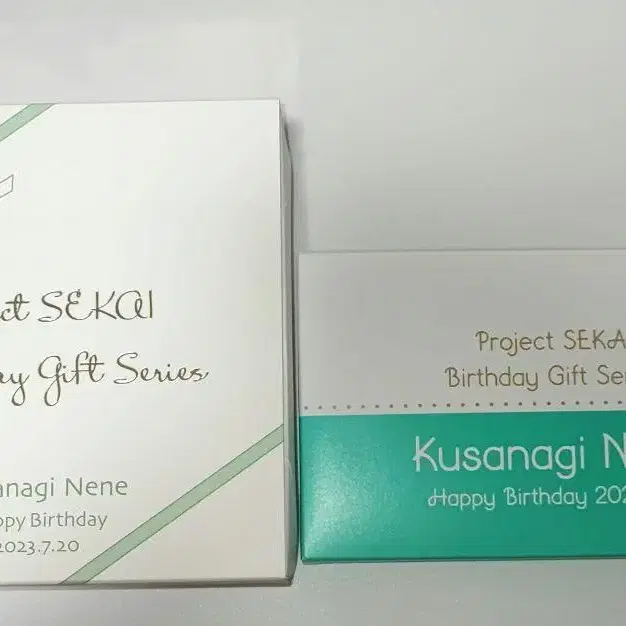 ct SEKAI
ay Gift Series
anagi Nene
ppy Birthday
2023.7.20
Project SEKA
Birthday Gift Se
Kusanagi N
Happy Birthday 202